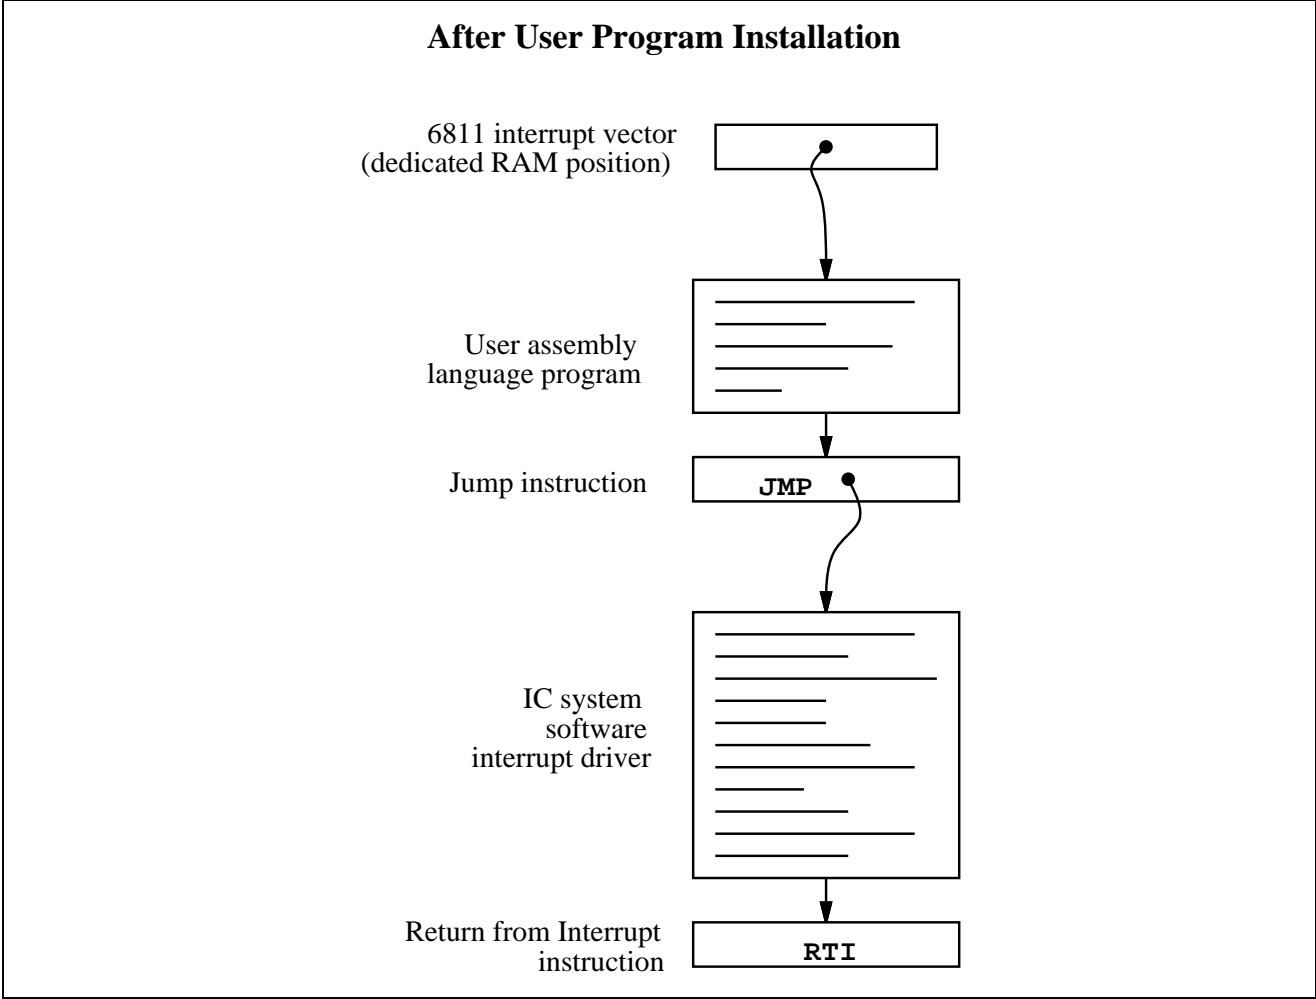 After User Program Installation
6811 interrupt vector
(dedicated RAM position)
User assembly
language program
Jump instruction
JMP
IC system
software
interrupt driver
Return from Interrupt
instruction
RTI